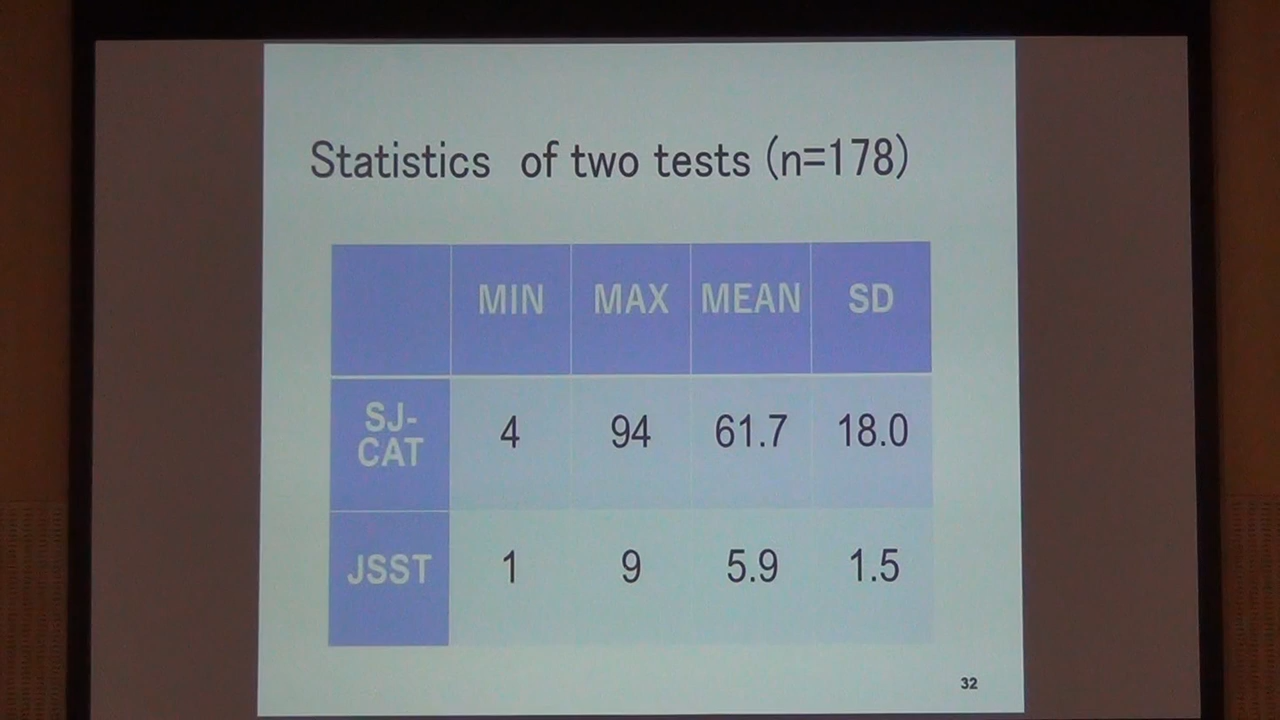 Statistics of two tests (n=178)
MIN MAX MEAN SD
SJ-
CAT 4 94 61.7 18.0
JSST 1 9 5.9 1.5
32